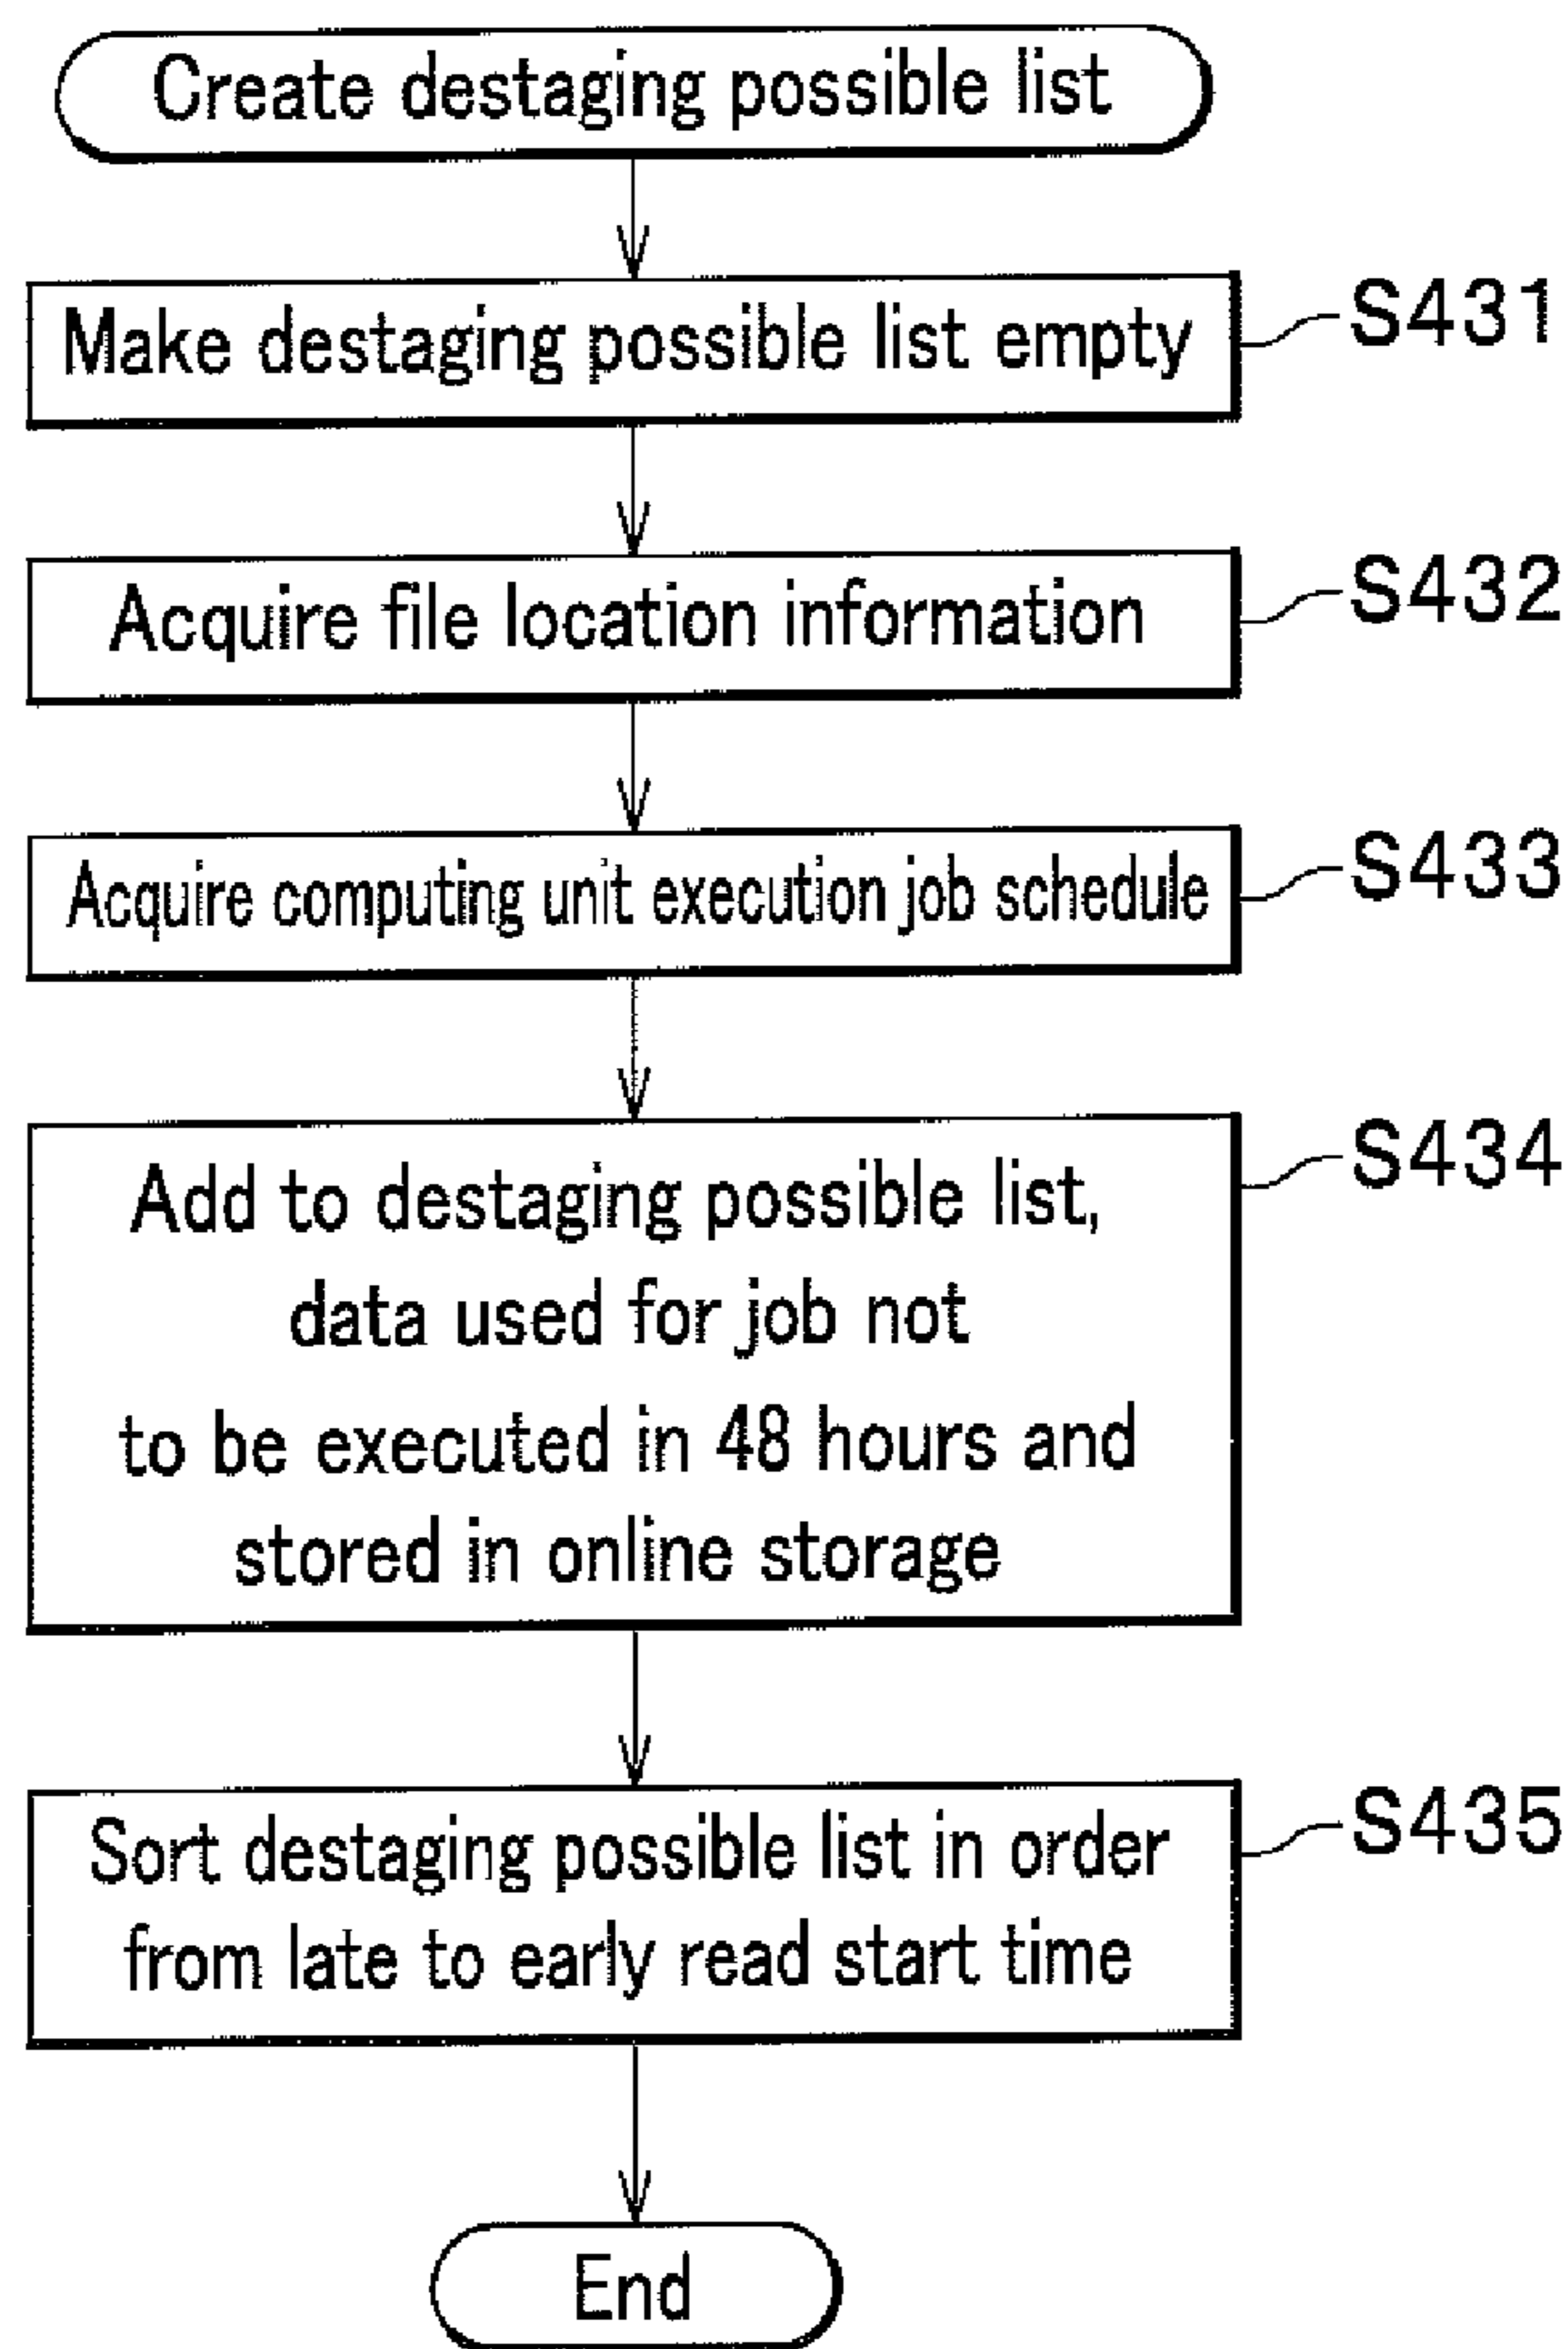 Create destaging possible list
Make destaging possible list empty
S431
Acquire file location information
S432
Acquire computing unit execution job schedule
S433
Add to destaging possible list,
data used for job not
to be executed in 48 hours and
stored in online storage
S434
Sort destaging possible list in order
from late to early read start time
S435
End